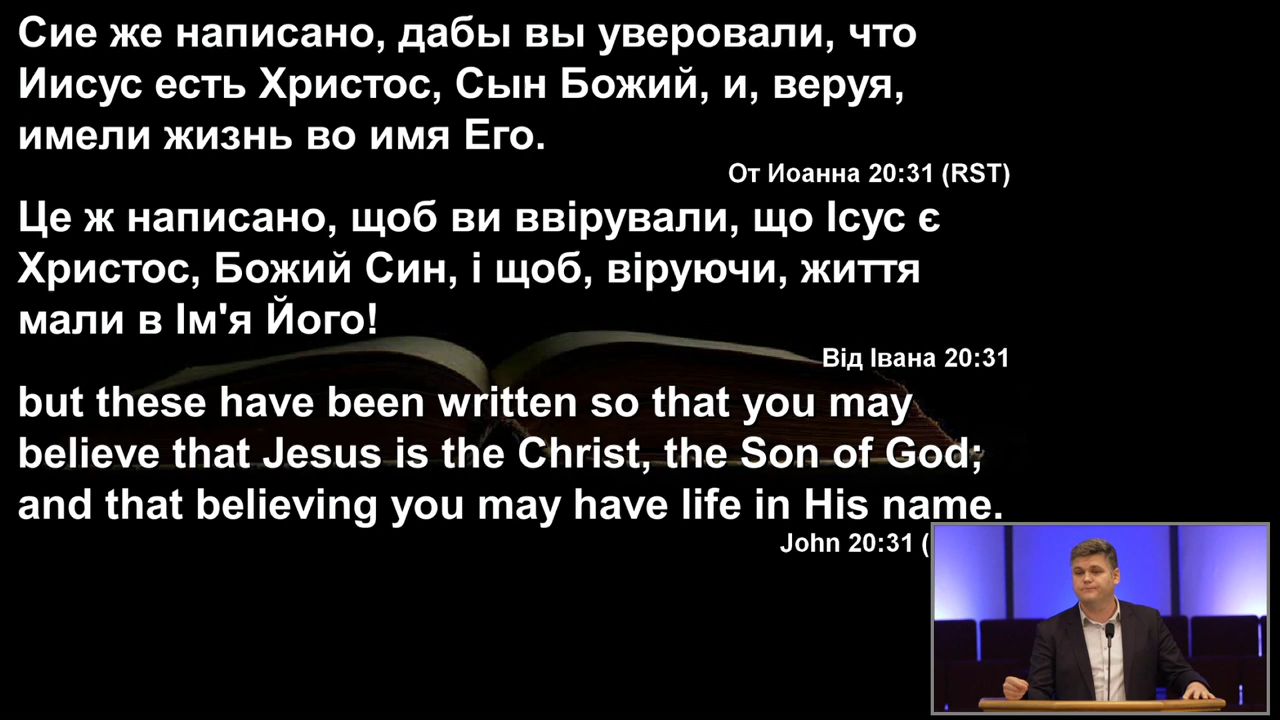 Сие же написано, дабы вы уверовали, что
Иисус есть Христос, Сын Божий, и, веруя,
имели жизнь во имя Его.
От Иоанна 20:31 (RST)
Це ж написано, щоб ви ввірували, що Ісус є
Христос, Божий Син, і щоб, віруючи, життя
мали в Ім'я Його!
Від Івана 20:31
but these have been written so that you may
believe that Jesus is the Christ, the Son of God;
and that believing you may have life in His name.
John 20:31 (